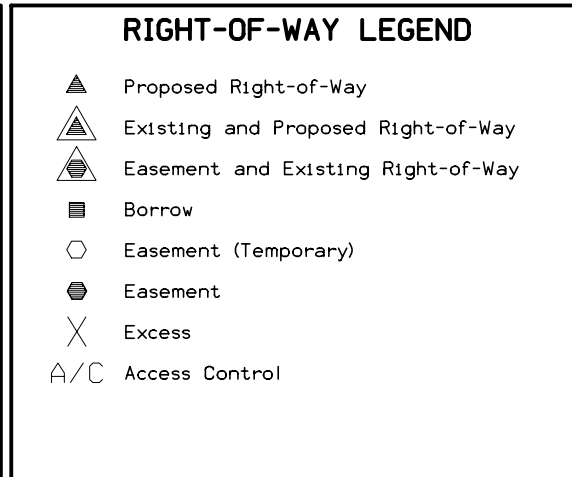 RIGHT-OF-WAY LEGEND
Proposed Right-of-Way
Existing and Proposed Right-of-Way
Easement and Existing Right-of-Way
Borrow
Easement (Temporary)
Easement
Excess
A/C Access Control